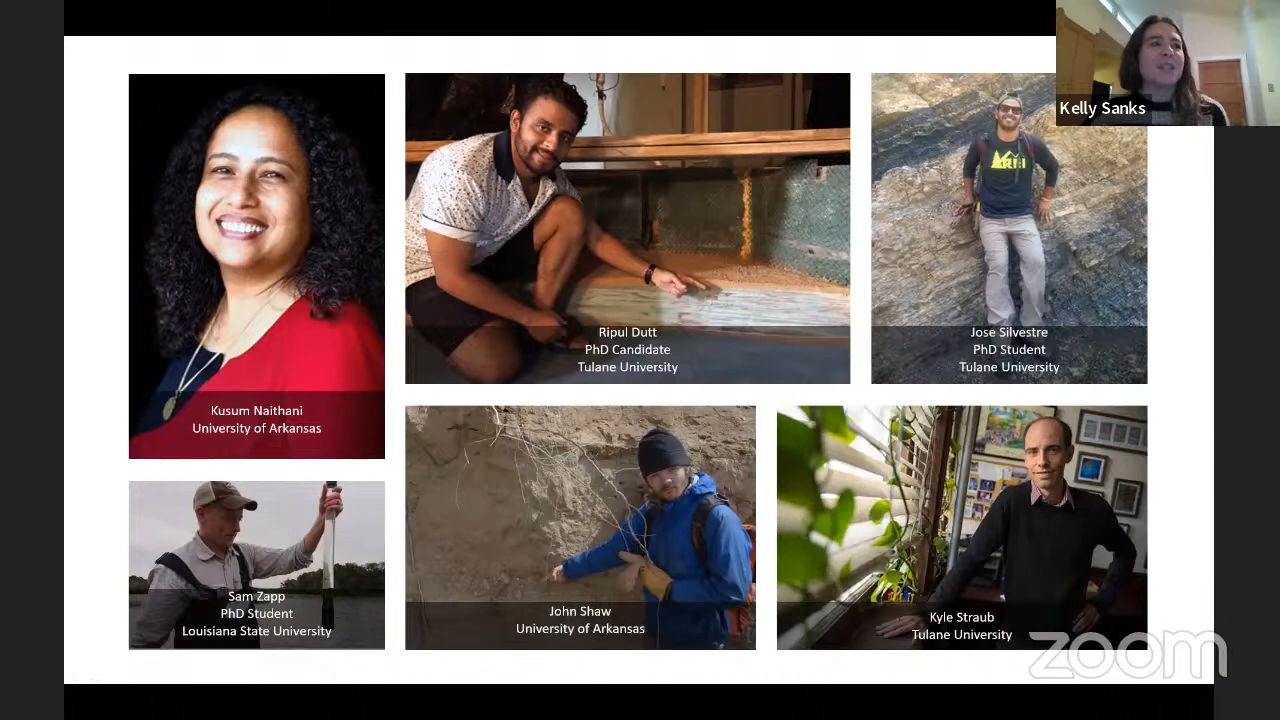 Kelly Sanks
Kusum Naithani
University of Arkansas
Ripul Dutt
PhD Candidate
Tulane University
Jose Silvestre
PhD Student
Tulane University
Sam Zapp
PhD Student
Louisiana State University
John Shaw
University of Arkansas
Kyle Straub
Tulane University
zoom